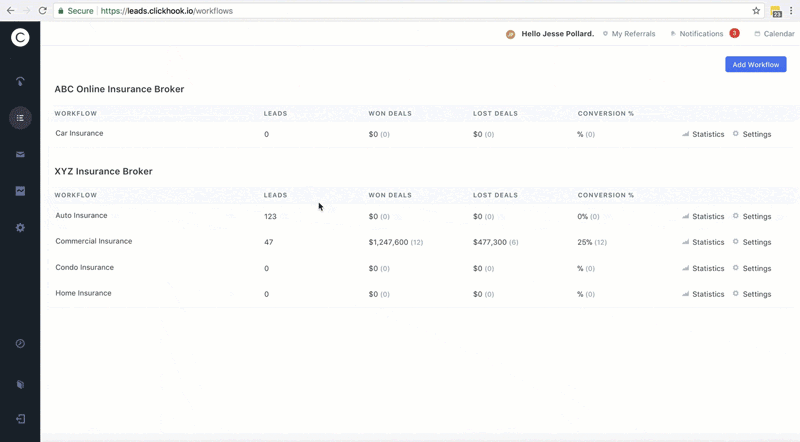 Secure https://leads.clickhook.io/workflows 23
C Hello Jesse Pollard. My Referrals Notifications 3 Calendar
Add Workflow
ABC Online Insurance Broker
WORKFLOW LEADS WON DEALS LOST DEALS CONVERSION %
Car Insurance 0 $0 (0) $0 (0) % (0) Statistics Settings
XYZ Insurance Broker
WORKFLOW LEADS WON DEALS LOST DEALS CONVERSION %
Auto Insurance 123 $0 (0) $0 (0) 0% (0) Statistics Settings
Commercial Insurance 47 $1,247,600 (12) $477,300 (6) 25% (12) Statistics Settings
Condo Insurance 0 $0 (0) $0 (0) % (0) Statistics Settings
Home Insurance 0 $0 (0) $0 (0) % (0) Statistics Settings